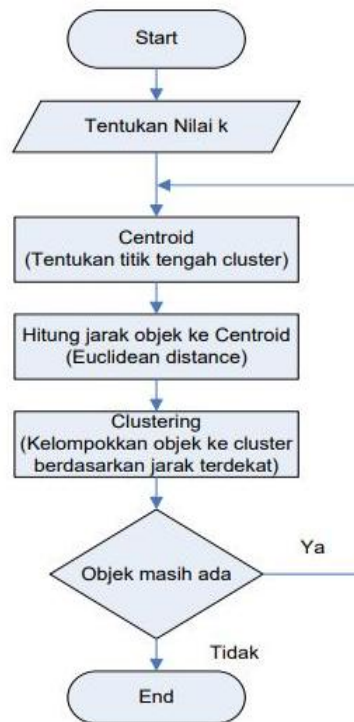 Start
Tentukan Nilai k
Centroid
(Tentukan titik tengah cluster)
Hitung jarak objek ke Centroid
(Euclidean distance)
Clustering
(Kelompokkan objek ke cluster
berdasarkan jarak terdekat)
Objek masih ada
Ya
Tidak
End